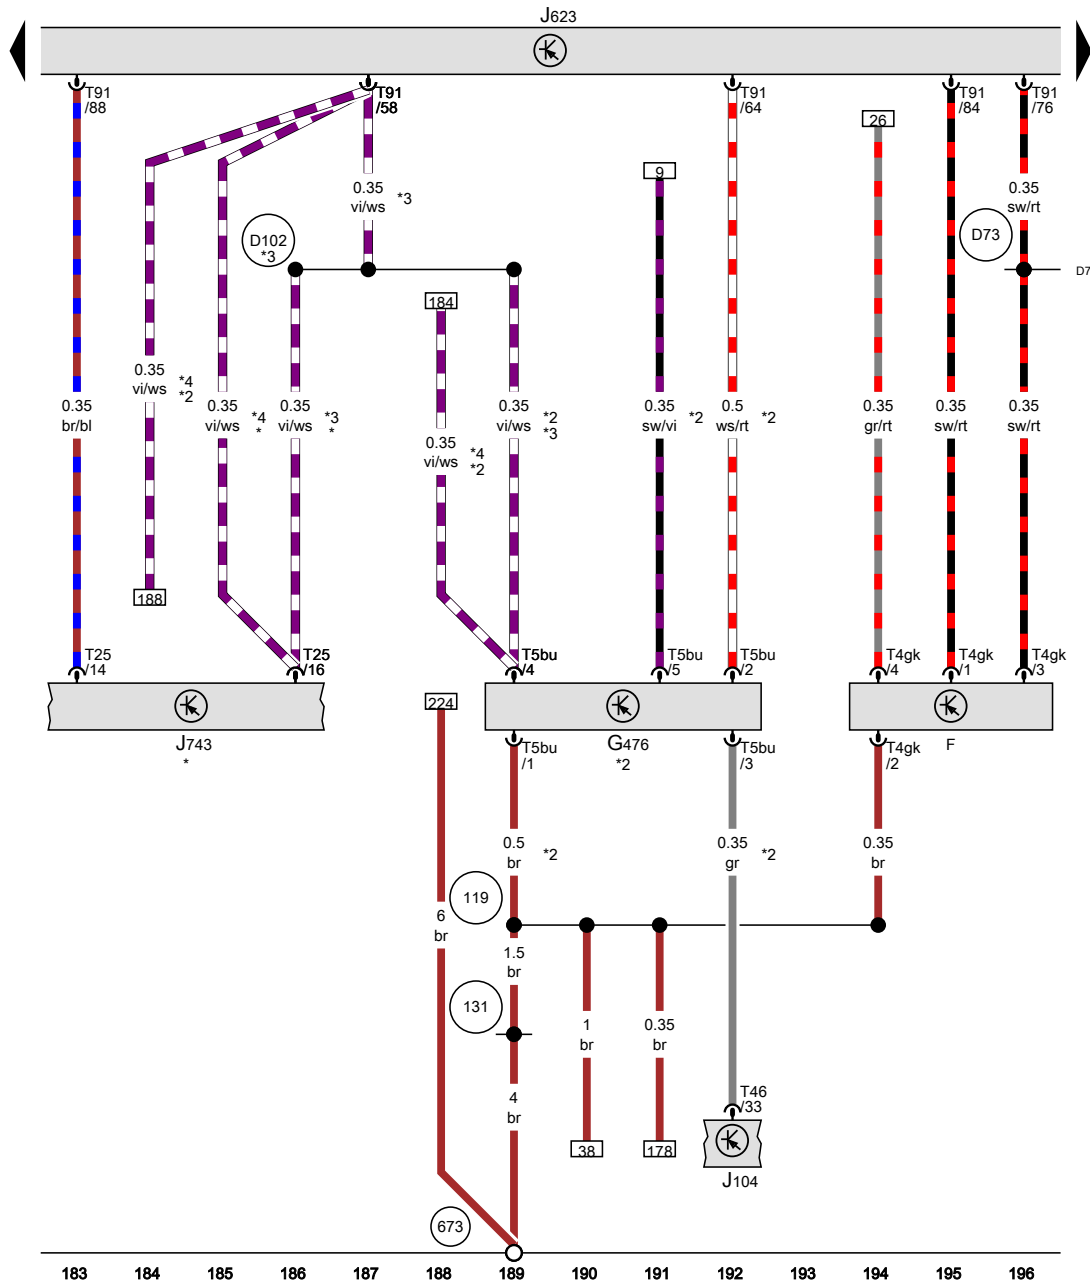 J623
T91
/88
T91
/58
T91
/64
T91
/84
T91
/76
26
9
0.35
vi/ws *3
0.35
sw/rt
D102
*3
D73
D7
184
0.35
vi/ws *4
*2
0.35
br/bl
0.35
vi/ws *4
*
0.35
vi/ws *3
*
0.35
vi/ws *4
*2
0.35
vi/ws *2
*3
0.35
sw/vi *2
0.5
ws/rt *2
0.35
gr/rt
0.35
sw/rt
0.35
sw/rt
188
T25
/14
T25
/16
T5bu
/4
T5bu
/5
T5bu
/2
T4gk
/4
T4gk
/1
T4gk
/3
224
J743
*
T5bu
/1
G476
*2
T5bu
/3
T4gk
/2
F
0.5
br *2
0.35
gr *2
0.35
br
119
6
br
1.5
br
131
1
br
0.35
br
4
br
T46
/33
38
178
J104
673
183 184 185 186 187 188 189 190 191 192 193 194 195 196